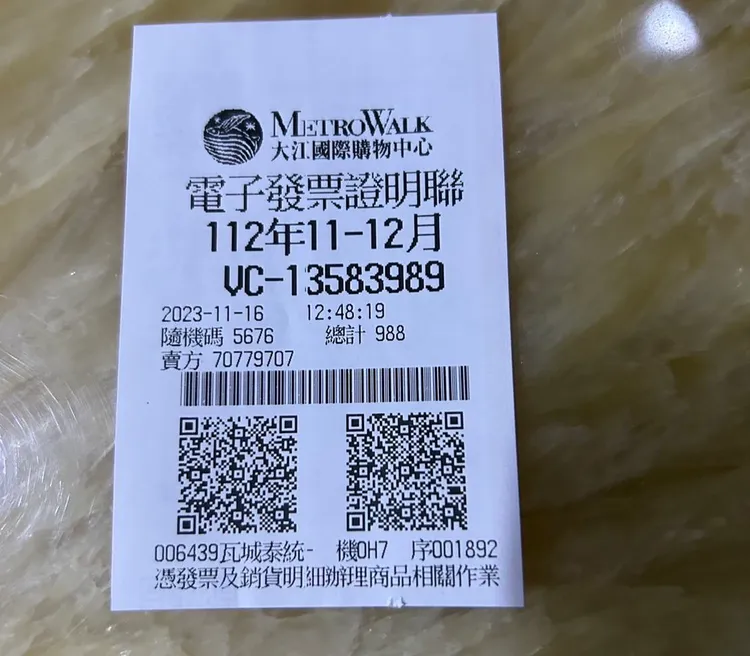 METROWALK
大江國際購物中心
電子發票證明聯
112年11-12月
VC-13583989
2023-11-16 12:48:19
隨機碼 5676 總計 988
賣方 70779707
006439瓦城泰統- 機0H7 序001892
憑發票及銷貨明細辦理商品相關作業